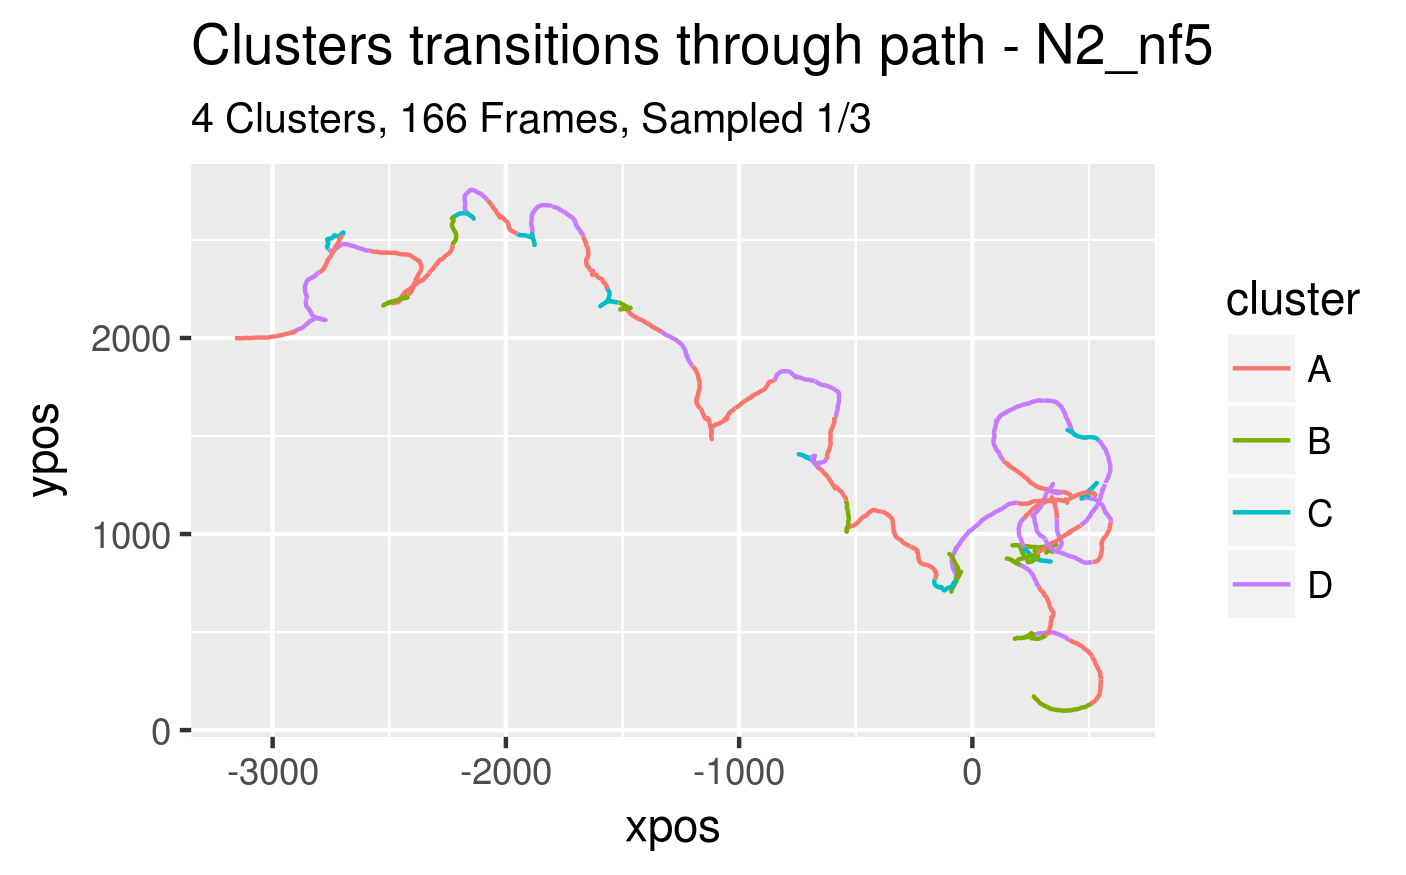 Clusters transitions through path - N2_nf5
4 Clusters, 166 Frames, Sampled 1/3
ypos
2000
1000
0
-3000
-2000
-1000
0
xpos
cluster
A
B
C
D